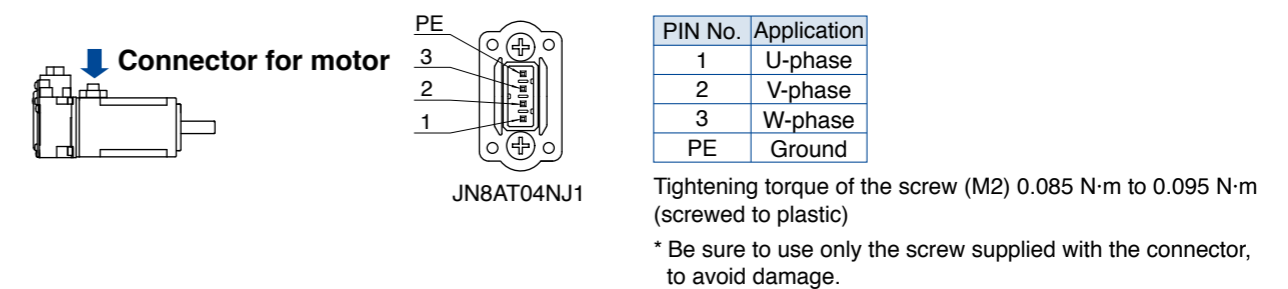 Connector for motor
PE
3
2
1
JN8AT04NJ1
PIN No. Application
1 U-phase
2 V-phase
3 W-phase
PE Ground
Tightening torque of the screw (M2) 0.085 N·m to 0.095 N·m
(screwed to plastic)
* Be sure to use only the screw supplied with the connector,
to avoid damage.